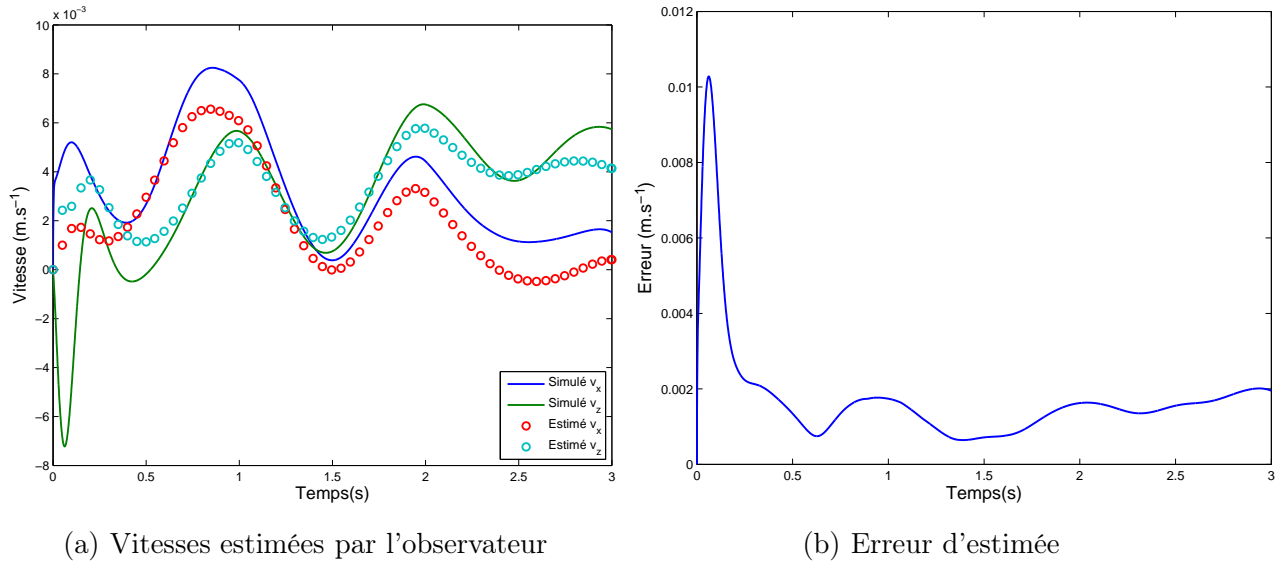 x 10⁻³
10
8
6
4
2
0
−2
−4
−6
−8
0
0.5
1
1.5
2
2.5
3
Vitesse (m.s⁻¹)
Temps(s)
Simulé v_x
Simulé v_z
Estimé v_x
Estimé v_z
(a) Vitesses estimées par l'observateur
0.012
0.01
0.008
0.006
0.004
0.002
0
0
0.5
1
1.5
2
2.5
3
Erreur (m.s⁻¹)
Temps(s)
(b) Erreur d'estimée